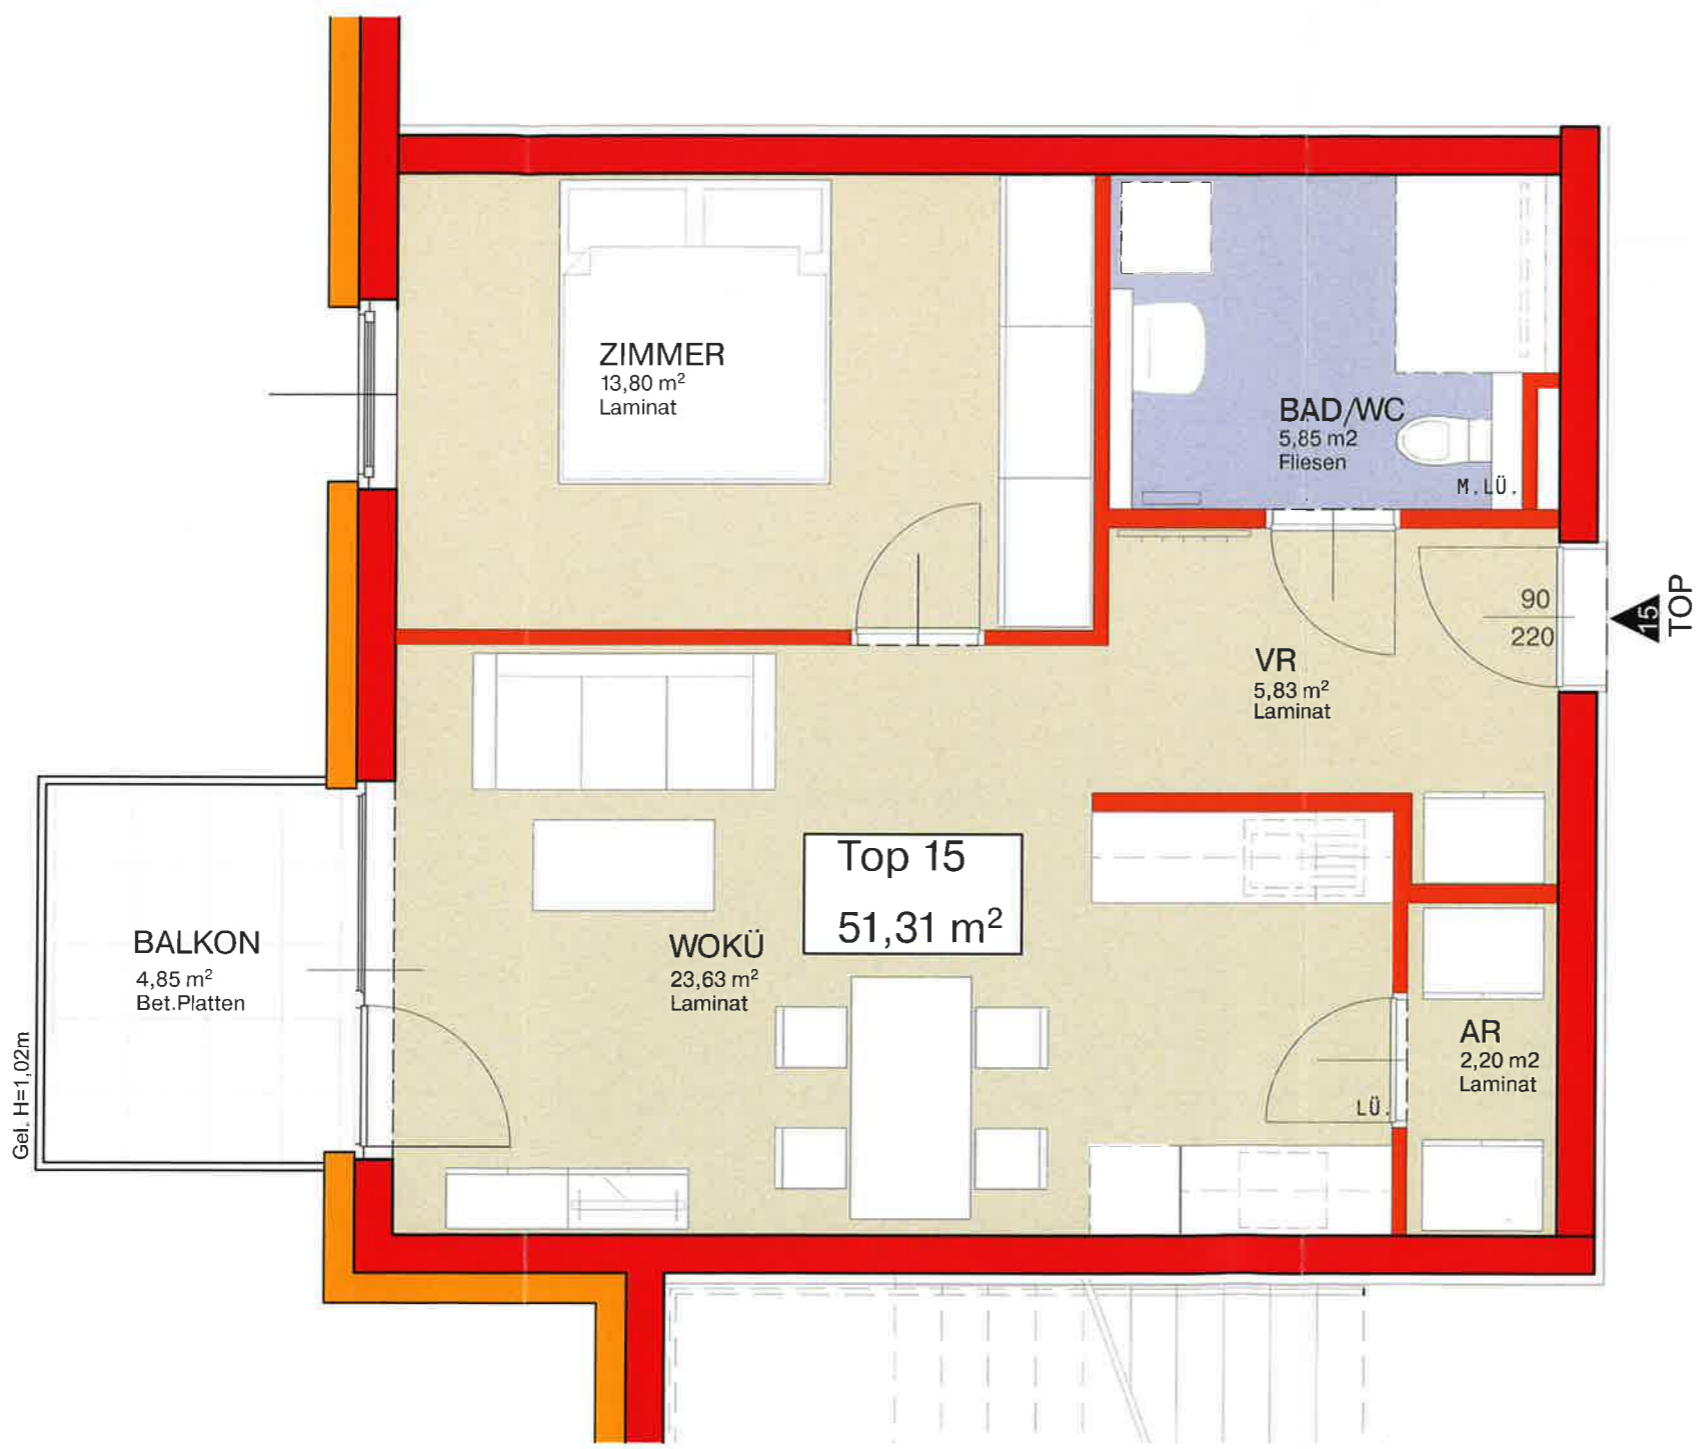 ZIMMER
13,80 m²
Laminat
BAD/WC
5,85 m2
Fliesen
M.LÜ.
90
220
15
TOP
VR
5,83 m²
Laminat
Top 15
51,31 m²
BALKON
4,85 m²
Bet.Platten
Gel. H=1,02m
WOKÜ
23,63 m²
Laminat
AR
2,20 m2
Laminat
LÜ.